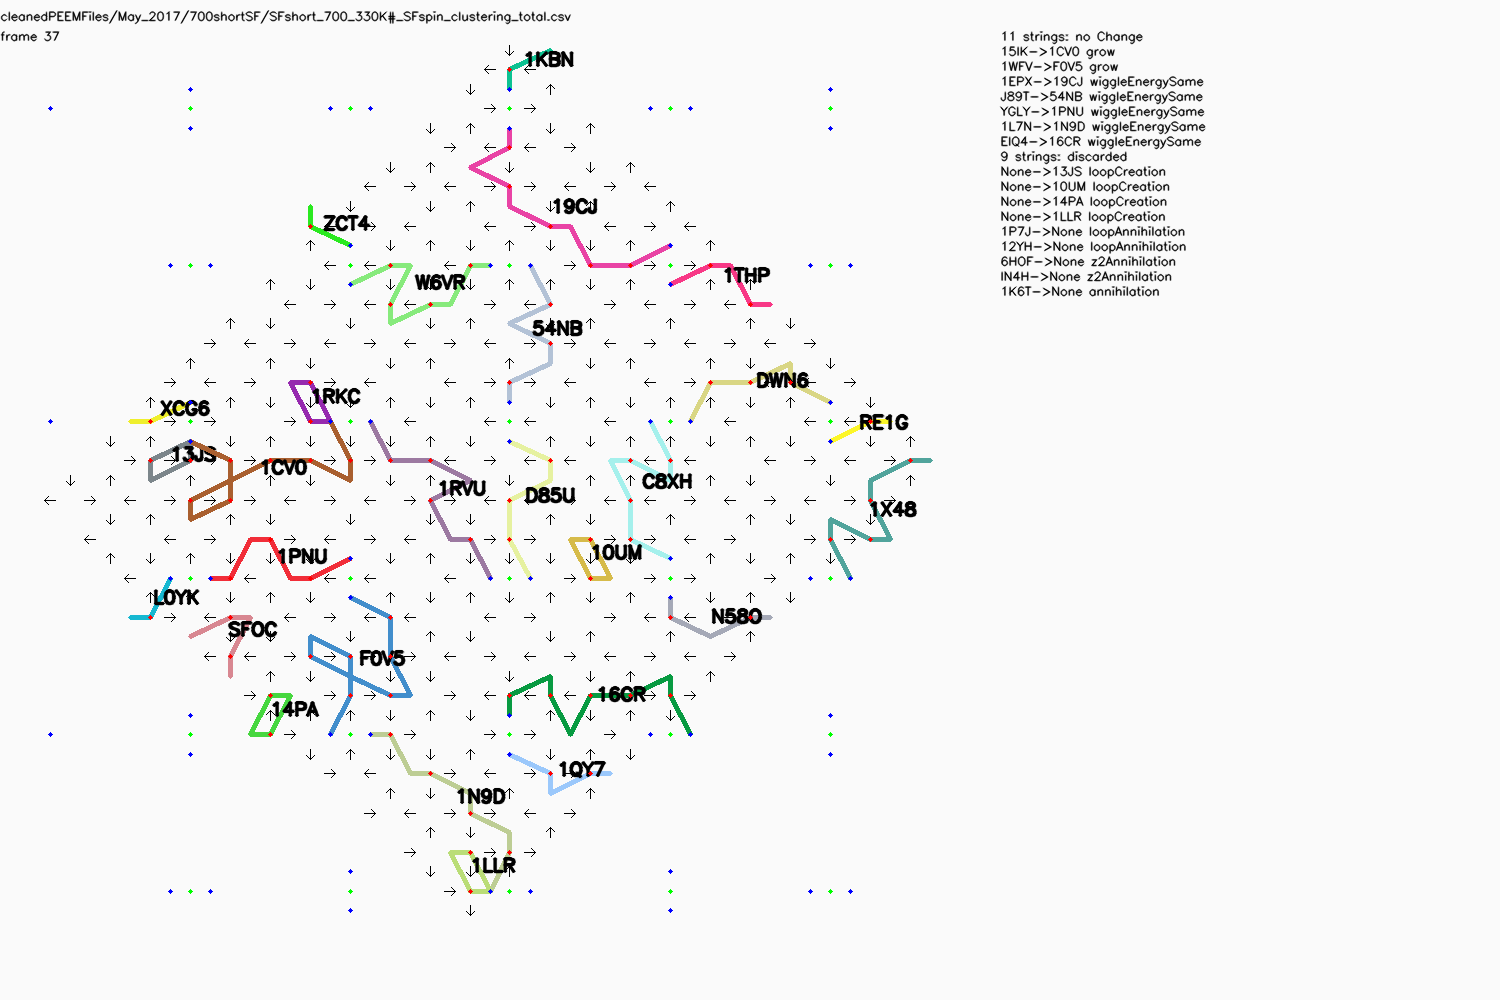 cleanedPEEMFiles/May_2017/700shortSF/SFshort_700_330K#_SFspin_clustering_total.csv
frame 37
11 strings: no Change
15IK->1CV0 grow
1WFV->F0V5 grow
1EPX->19CJ wiggleEnergySame
J89T->54NB wiggleEnergySame
YGLY->1PNU wiggleEnergySame
1L7N->1N9D wiggleEnergySame
EIQ4->16CR wiggleEnergySame
9 strings: discarded
None->13JS loopCreation
None->10UM loopCreation
None->14PA loopCreation
None->1LLR loopCreation
1P7J->None loopAnnihilation
12YH->None loopAnnihilation
6HOF->None z2Annihilation
IN4H->None z2Annihilation
1K6T->None annihilation
1KBN
19CJ
ZCT4
1THP
W6VR
54NB
DWN6
1RKC
XCG6
RE1G
13JS
1CV0
C8XH
1RVU
D85U
1X48
10UM
1PNU
L0YK
N580
SFOC
F0V5
16CR
14PA
1QY7
1N9D
1LLR